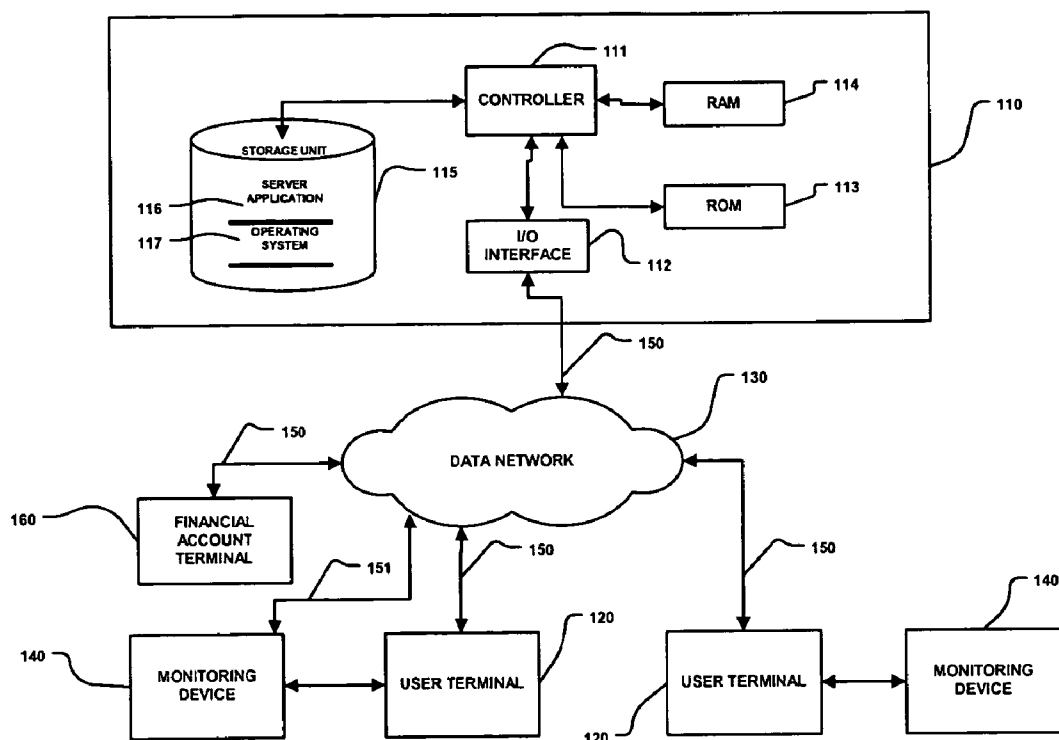 111
CONTROLLER
RAM
114
110
STORAGE UNIT
SERVER
APPLICATION
115
116
ROM
113
OPERATING
SYSTEM
117
I/O
INTERFACE
112
150
130
DATA NETWORK
150
160
FINANCIAL
ACCOUNT
TERMINAL
150
150
151
120
140
140
MONITORING
DEVICE
USER TERMINAL
USER TERMINAL
MONITORING
DEVICE
120